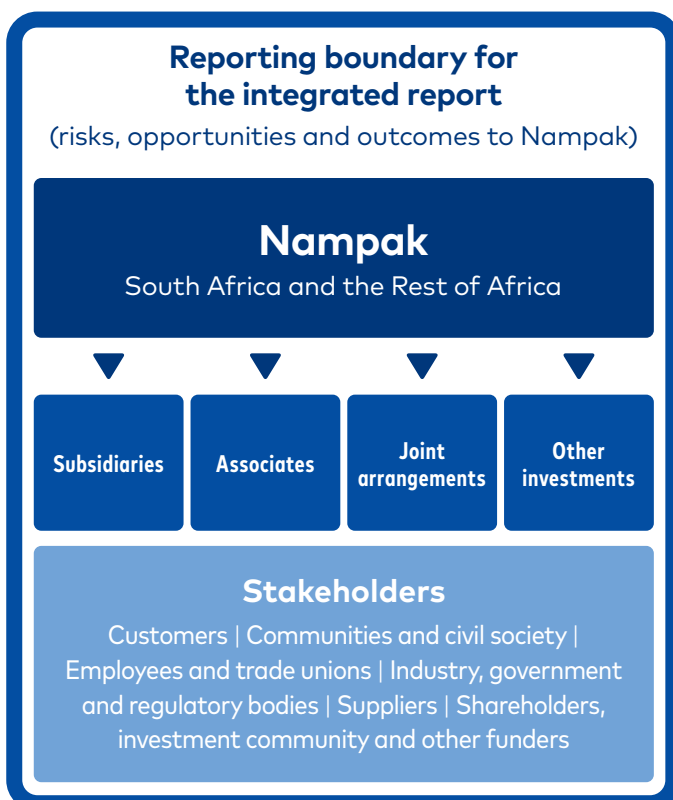 Reporting boundary for
the integrated report
(risks, opportunities and outcomes to Nampak)
Nampak
South Africa and the Rest of Africa
Subsidiaries
Associates
Joint
arrangements
Other
investments
Stakeholders
Customers | Communities and civil society |
Employees and trade unions | Industry, government
and regulatory bodies | Suppliers | Shareholders,
investment community and other funders